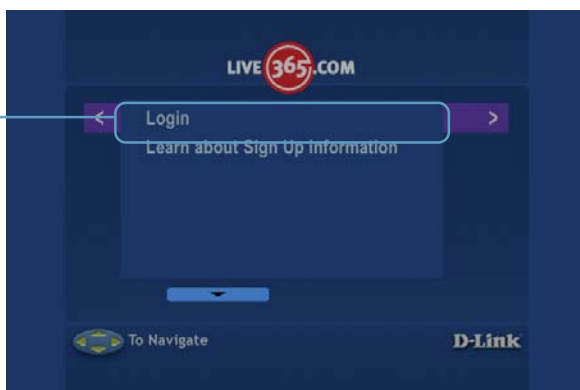 LIVE 365.COM
< Login >
Learn about Sign Up information
To Navigate
D-Link